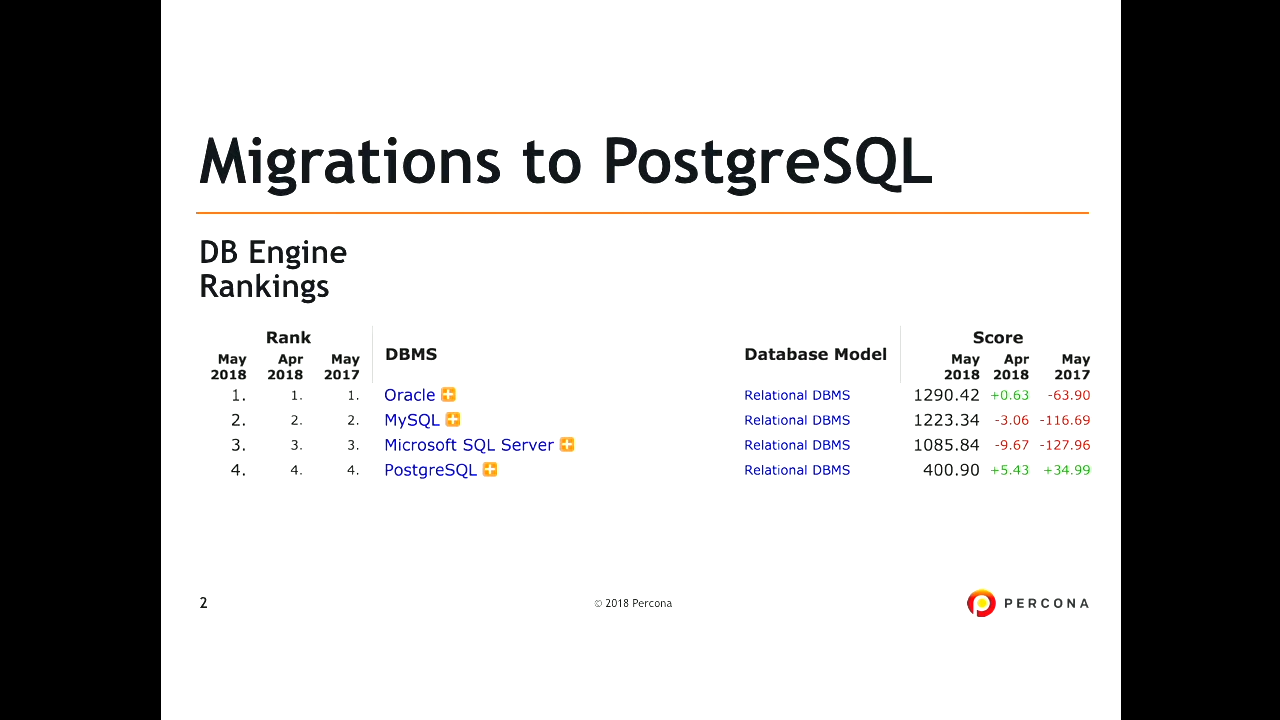 Migrations to PostgreSQL
DB Engine
Rankings
Rank DBMS Database Model Score
May 2018 Apr 2018 May 2017 May 2018 Apr 2018 May 2017
1. 1. 1. Oracle Relational DBMS 1290.42 +0.63 -63.90
2. 2. 2. MySQL Relational DBMS 1223.34 -3.06 -116.69
3. 3. 3. Microsoft SQL Server Relational DBMS 1085.84 -9.67 -127.96
4. 4. 4. PostgreSQL Relational DBMS 400.90 +5.43 +34.99
2 © 2018 Percona PERCONA